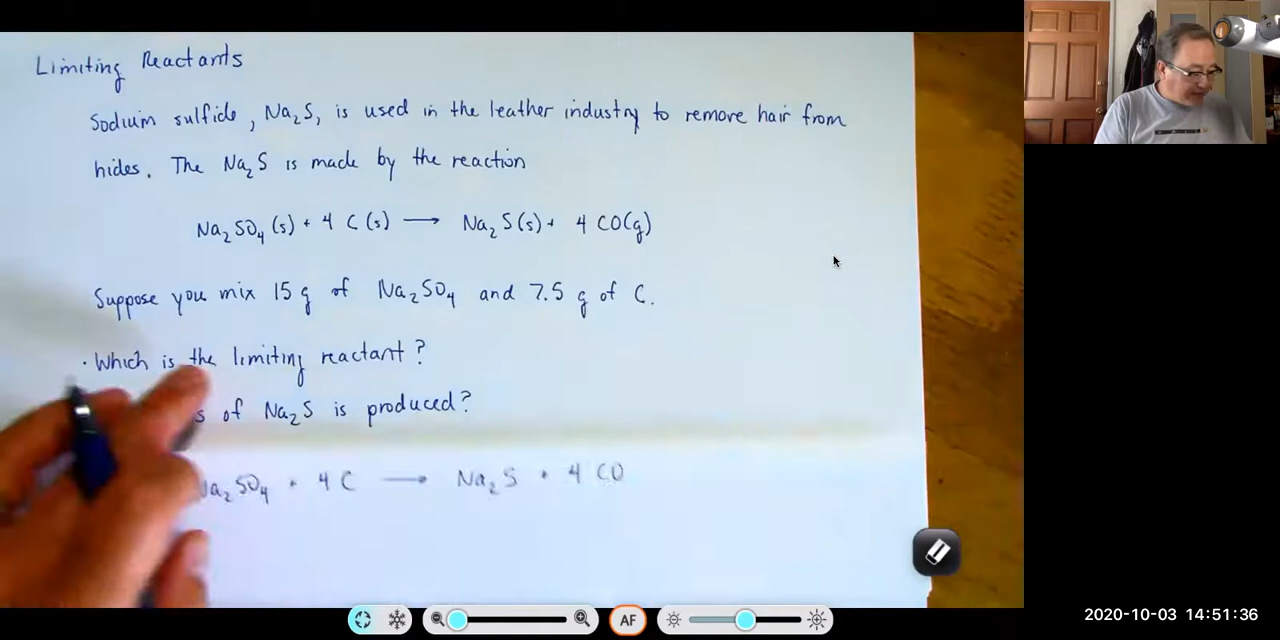 Limiting Reactants
Sodium sulfide, Na₂S, is used in the leather industry to remove hair from
hides. The Na₂S is made by the reaction
Na₂SO₄(s) + 4 C(s) ⟶ Na₂S(s) + 4 CO(g)
Suppose you mix 15 g of Na₂SO₄ and 7.5 g of C.
· Which is the limiting reactant?
of Na₂S is produced?
Na₂SO₄ + 4 C ⟶ Na₂S + 4 CO
AF
2020-10-03 14:51:36